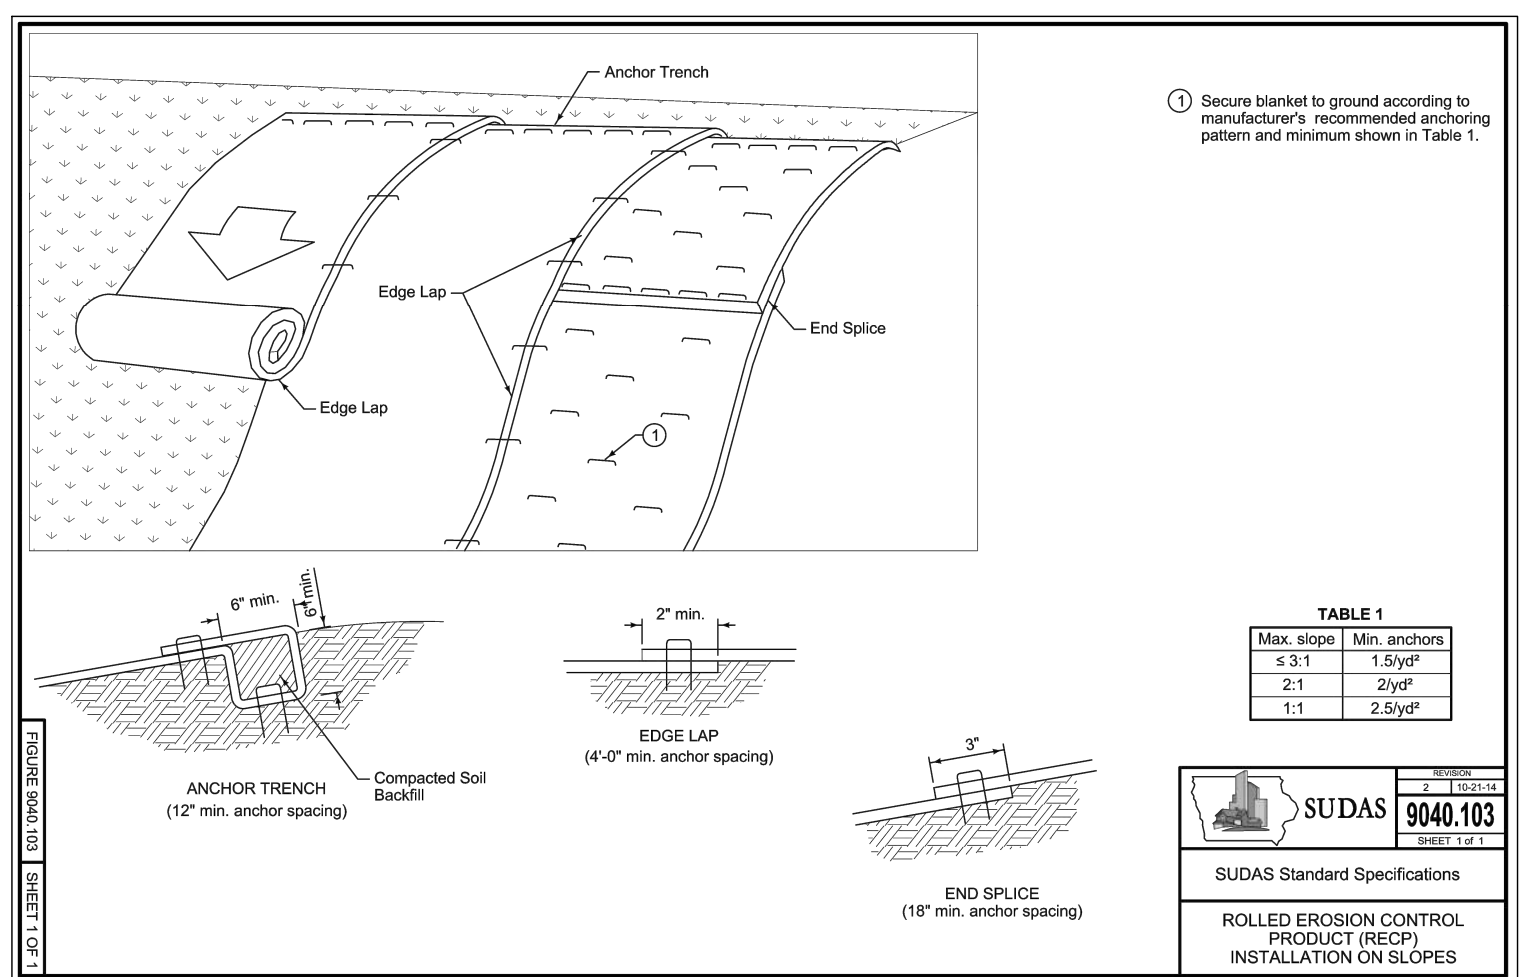 Anchor Trench
1 Secure blanket to ground according to
manufacturer's recommended anchoring
pattern and minimum shown in Table 1.
Edge Lap
End Splice
Edge Lap
1
6" min.
6" min.
Compacted Soil
Backfill
ANCHOR TRENCH
(12" min. anchor spacing)
2" min.
EDGE LAP
(4'-0" min. anchor spacing)
3"
END SPLICE
(18" min. anchor spacing)
TABLE 1
Max. slope Min. anchors
≤ 3:1 1.5/yd²
2:1 2/yd²
1:1 2.5/yd²
FIGURE 9040.103
SHEET 1 OF 1
SUDAS
REVISION
2 10-21-14
9040.103
SHEET 1 of 1
SUDAS Standard Specifications
ROLLED EROSION CONTROL
PRODUCT (RECP)
INSTALLATION ON SLOPES